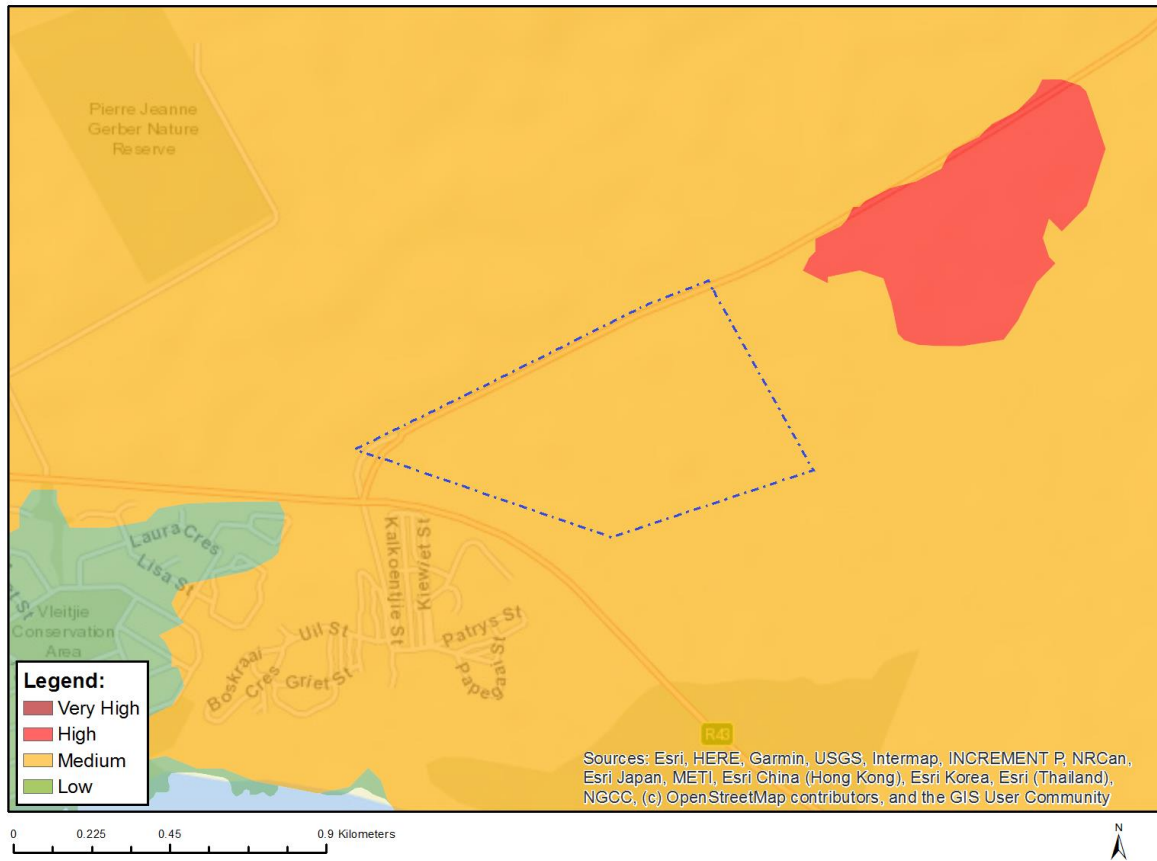 Pierre Jeanne
Gerber Nature
Reserve
Laura Cres
Lisa St
Vleitjie
Conservation
Area
Kalkoentjie St
Kiewiet St
Uil St
Patrys St
Boskraai
Cres
Griet St
Papeg
aai St
R43
Legend:
Very High
High
Medium
Low
Sources: Esri, HERE, Garmin, USGS, Intermap, INCREMENT P, NRCan,
Esri Japan, METI, Esri China (Hong Kong), Esri Korea, Esri (Thailand),
NGCC, (c) OpenStreetMap contributors, and the GIS User Community
0 0.225 0.45 0.9 Kilometers
N